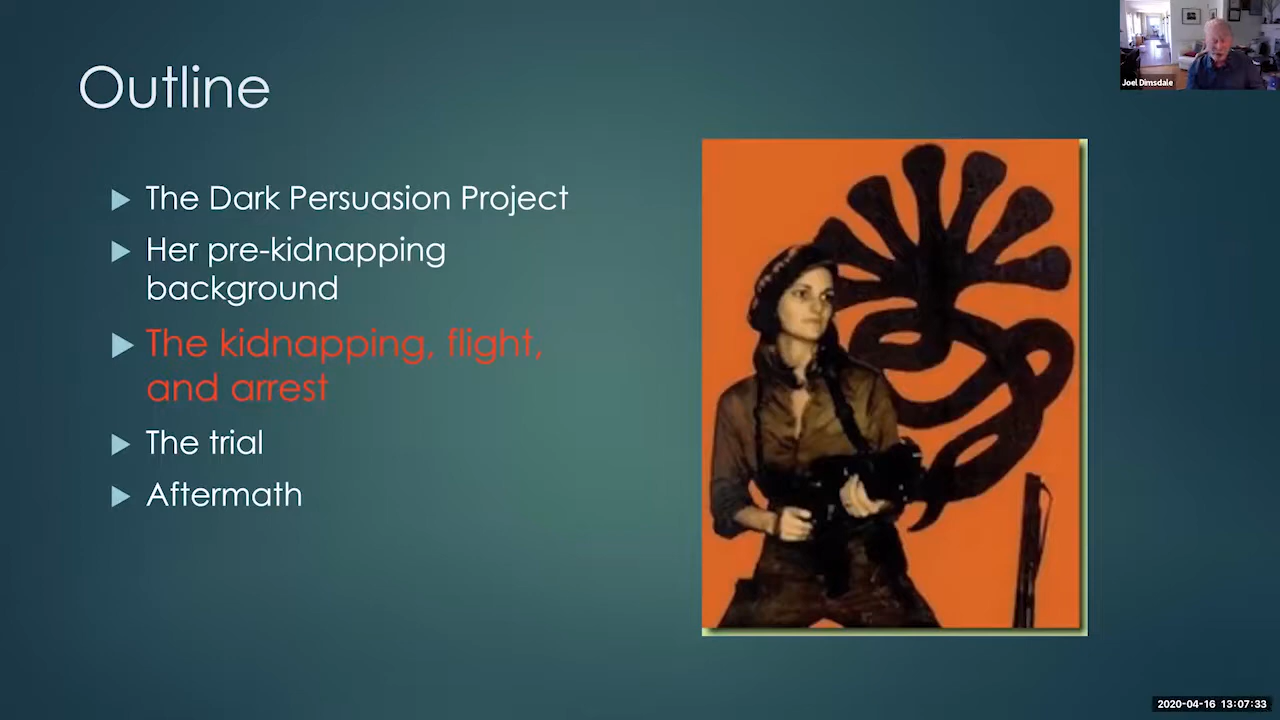 Outline
The Dark Persuasion Project
Her pre-kidnapping
background
The kidnapping, flight,
and arrest
The trial
Aftermath
Joel Dimsdale
2020-04-16 13:07:33